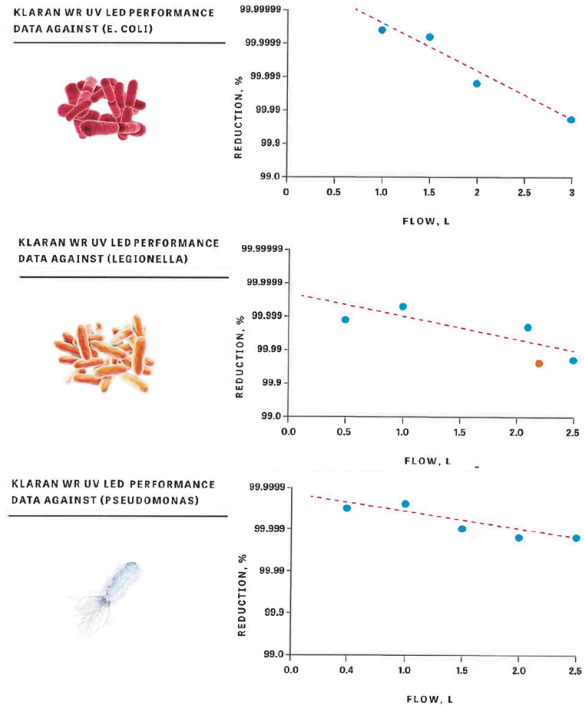 KLARAN WR UV LED PERFORMANCE
DATA AGAINST (E. COLI)
REDUCTION, %
99.99999
99.9999
99.999
99.99
99.9
99.0
0 0.5 1.0 1.5 2 2.5 3
FLOW, L
KLARAN WR UV LED PERFORMANCE
DATA AGAINST (LEGIONELLA)
REDUCTION, %
99.99999
99.9999
99.999
99.99
99.9
99.0
0.0 0.5 1.0 2.0 2.5
FLOW, L
KLARAN WR UV LED PERFORMANCE
DATA AGAINST (PSEUDOMONAS)
REDUCTION, %
99.9999
99.999
99.99
99.9
99.0
0.0 0.4 1.0 1.5 2.0 2.5
FLOW, L